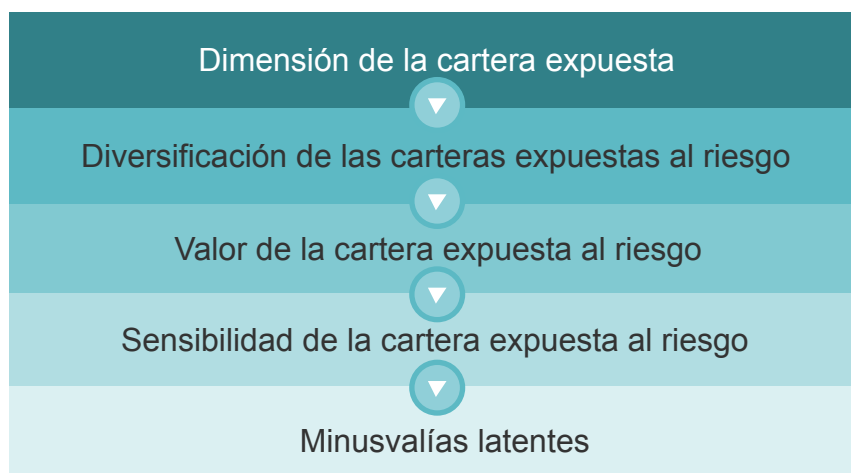 Dimensión de la cartera expuesta
Diversificación de las carteras expuestas al riesgo
Valor de la cartera expuesta al riesgo
Sensibilidad de la cartera expuesta al riesgo
Minusvalías latentes